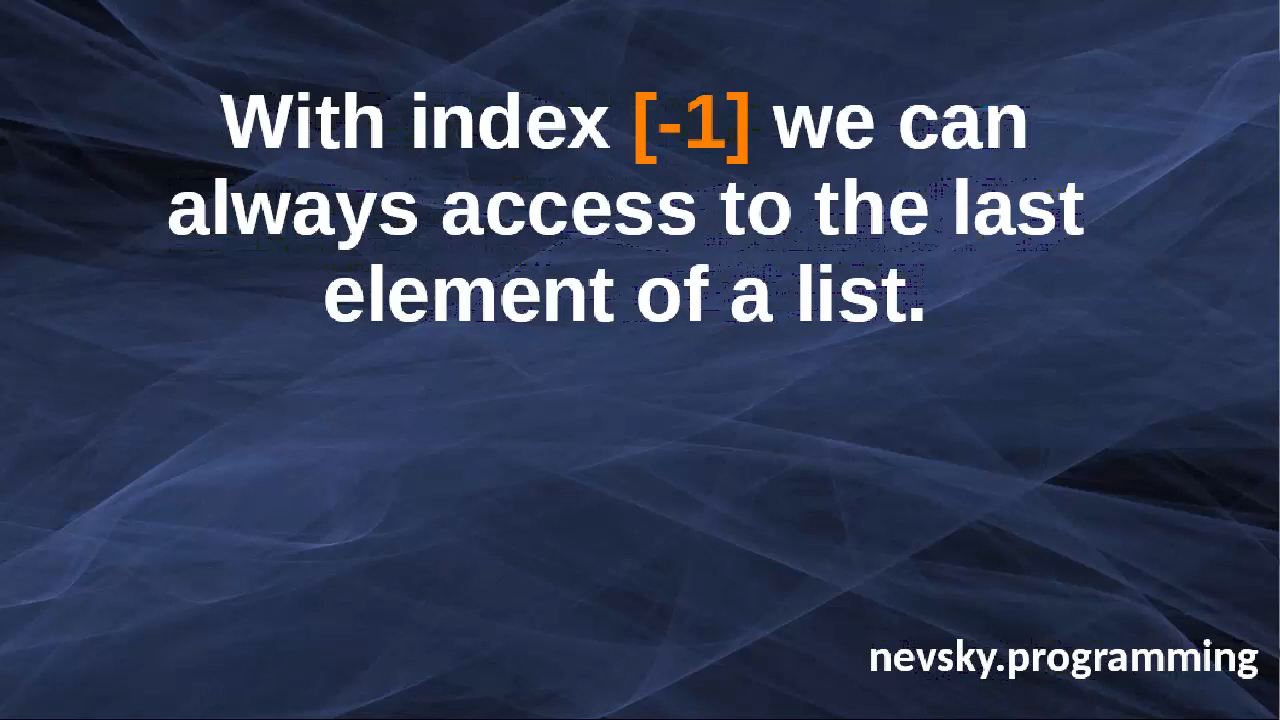 With index [-1] we can
always access to the last
element of a list.
nevsky.programming